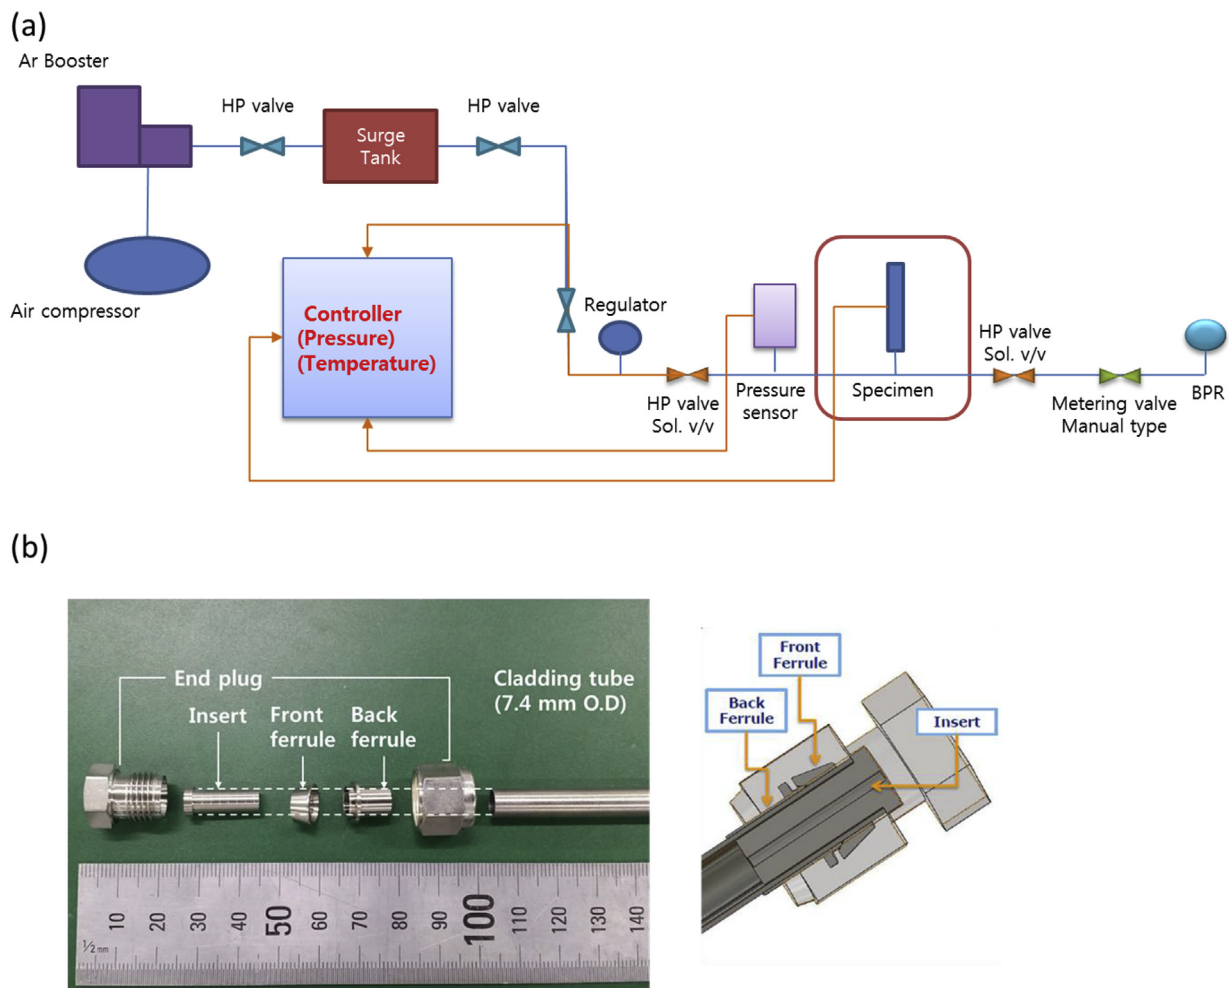 (a)
Ar Booster
HP valve
HP valve
Surge
Tank
Air compressor
Controller
(Pressure)
(Temperature)
Regulator
HP valve
Sol. v/v
Pressure
sensor
Specimen
HP valve
Sol. v/v
Metering valve
Manual type
BPR
(b)
End plug
Cladding tube
(7.4 mm O.D)
Insert
Front
ferrule
Back
ferrule
1/2 mm
10
20
30
40
50
60
70
80
90
100
110
120
130
140
Front
Ferrule
Back
Ferrule
Insert